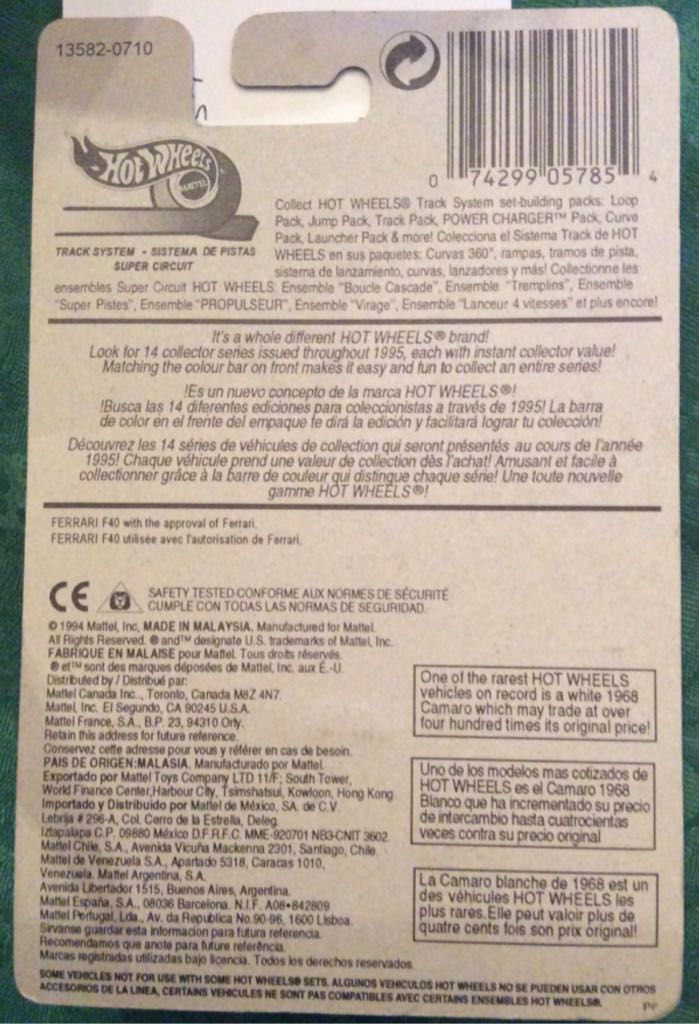 13582-0710
HOT WHEELS
MATTEL
0 74299 05785 4
TRACK SYSTEM • SISTEMA DE PISTAS
SUPER CIRCUIT
Collect HOT WHEELS® Track System set-building packs: Loop
Pack, Jump Pack, Track Pack, POWER CHARGER™ Pack, Curve
Pack, Launcher Pack & more! Colecciona el Sistema Track de HOT
WHEELS en sus paquetes: Curvas 360°, rampas, tramos de pista,
sistema de lanzamiento, curvas, lanzadores y más! Collectionne les
ensembles Super Circuit HOT WHEELS: Ensemble "Boucle Cascade", Ensemble "Tremplins", Ensemble
"Super Pistes", Ensemble "PROPULSEUR", Ensemble "Virage", Ensemble "Lanceur 4 vitesses" et plus encore!
It's a whole different HOT WHEELS® brand!
Look for 14 collector series issued throughout 1995, each with instant collector value!
Matching the colour bar on front makes it easy and fun to collect an entire series!
!Es un nuevo concepto de la marca HOT WHEELS®!
!Busca las 14 diferentes ediciones para coleccionistas a través de 1995! La barra
de color en el frente del empaque te dirá la edición y facilitará lograr tu colección!
Découvrez les 14 séries de véhicules de collection qui seront présentés au cours de l'année
1995! Chaque véhicule prend une valeur de collection dès l'achat! Amusant et facile à
collectionner grâce à la barre de couleur qui distingue chaque série! Une toute nouvelle
gamme HOT WHEELS®!
FERRARI F40 with the approval of Ferrari.
FERRARI F40 utilisée avec l'autorisation de Ferrari.
CE
SAFETY TESTED•CONFORME AUX NORMES DE SÉCURITÉ
CUMPLE CON TODAS LAS NORMAS DE SEGURIDAD.
© 1994 Mattel, Inc, MADE IN MALAYSIA. Manufactured for Mattel.
All Rights Reserved. ® and™ designate U.S. trademarks of Mattel, Inc.
FABRIQUE EN MALAISE pour Mattel. Tous droits réservés.
® et™ sont des marques déposées de Mattel, Inc. aux É.-U.
Distributed by / Distribué par:
Mattel Canada Inc., Toronto, Canada M8Z 4N7.
Mattel, Inc. El Segundo, CA 90245 U.S.A.
Mattel France, S.A., B.P. 23, 94310 Orly.
Retain this address for future reference.
Conservez cette adresse pour vous y référer en cas de besoin.
PAIS DE ORIGEN:MALASIA. Manufacturado por Mattel.
Exportado por Mattel Toys Company LTD 11/F; South Tower,
World Finance Center,Harbour City, Tsimshatsui, Kowloon, Hong Kong
Importado y Distribuido por Mattel de México, SA. de C.V
Lebrija # 296-A, Col. Cerro de la Estrella, Deleg.
Iztapalapa C.P. 09880 México D.F.R.F.C. MME-920701 NB3-CNIT 3602
Mattel Chile, S.A., Avenida Vicuña Mackenna 2301, Santiago, Chile.
Mattel de Venezuela S.A., Apartado 5318, Caracas 1010,
Venezuela. Mattel Argentina, S.A.
Avenida Libertador 1515, Buenos Aires, Argentina.
Mattel España, S.A., 08036 Barcelona. N.I.F. A08•842809
Mattel Portugal, Lda., Av. da Republica No.90-96, 1600 Lisboa.
Sírvanse guardar esta informacion para futura referencia.
Recomendamos que anote para future referência.
Marcas registradas utilizadas bajo licencia. Todos los derechos reservados.
One of the rarest HOT WHEELS
vehicles on record is a white 1968
Camaro which may trade at over
four hundred times its original price!
Uno de los modelos mas cotizados de
HOT WHEELS es el Camaro 1968
Blanco que ha incrementado su precio
de intercambio hasta cuatrocientas
veces contra su precio original
La Camaro blanche de 1968 est un
des véhicules HOT WHEELS les
plus rares.Elle peut valoir plus de
quatre cents fois son prix original!
SOME VEHICLES NOT FOR USE WITH SOME HOT WHEELS® SETS. ALGUNOS VEHICULOS HOT WHEELS NO SE PUEDEN USAR CON OTROS
ACCESORIOS DE LA LINEA, CERTAINS VEHICULES NE SONT PAS COMPATIBLES AVEC CERTAINS ENSEMBLES HOT WHEELS®.